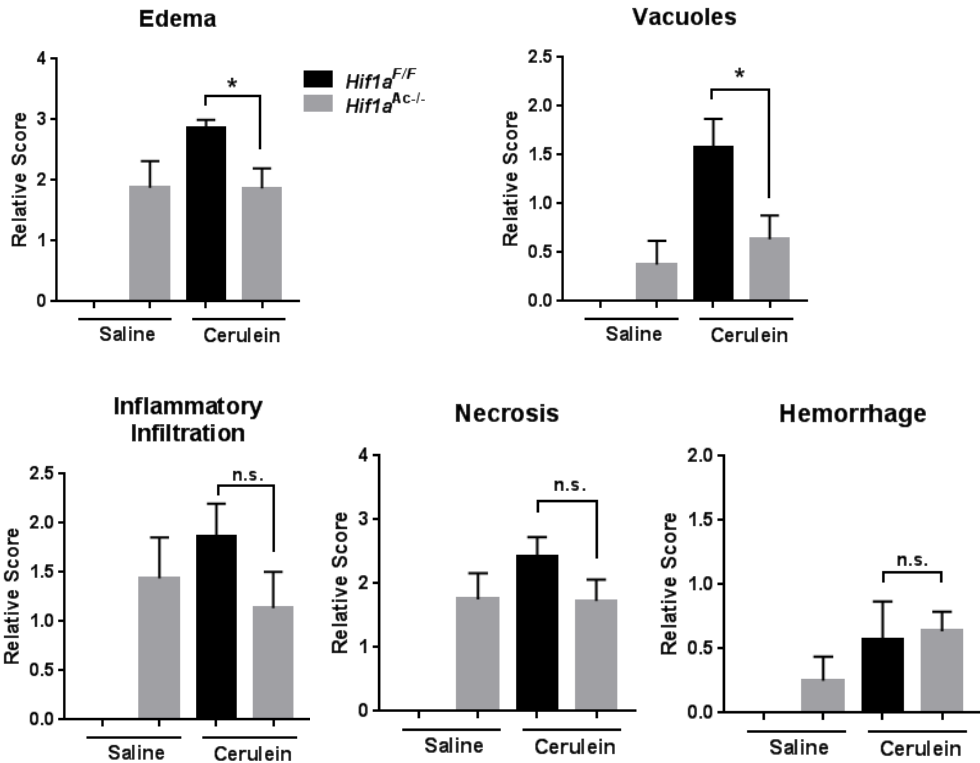 Edema
Relative Score
4
3
2
1
0
*
Saline
Cerulein
Hif1a^F/F
Hif1a^Ac-/-
Vacuoles
Relative Score
2.5
2.0
1.5
1.0
0.5
0.0
*
Saline
Cerulein
Inflammatory
Infiltration
Relative Score
2.5
2.0
1.5
1.0
0.5
0.0
n.s.
Saline
Cerulein
Necrosis
Relative Score
4
3
2
1
0
n.s.
Saline
Cerulein
Hemorrhage
Relative Score
2.0
1.5
1.0
0.5
0.0
n.s.
Saline
Cerulein